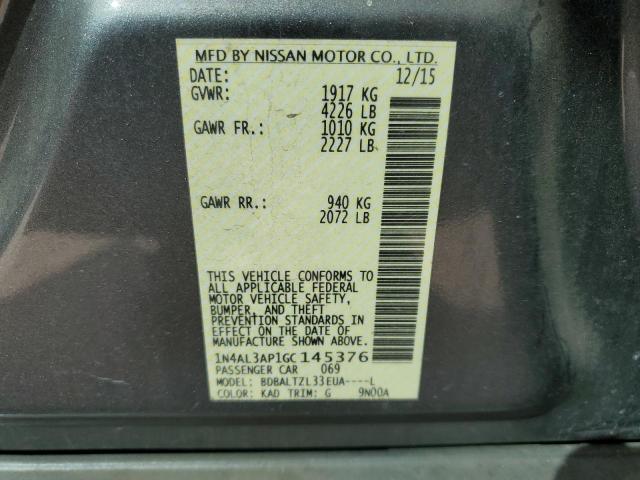 MFD BY NISSAN MOTOR CO., LTD.
DATE: 12/15
GVWR: 1917 KG
4226 LB
GAWR FR.: 1010 KG
2227 LB
GAWR RR.: 940 KG
2072 LB
THIS VEHICLE CONFORMS TO
ALL APPLICABLE FEDERAL
MOTOR VEHICLE SAFETY,
BUMPER, AND THEFT
PREVENTION STANDARDS IN
EFFECT ON THE DATE OF
MANUFACTURE SHOWN ABOVE.
1N4AL3AP1GC145376
PASSENGER CAR 069
MODEL: BDBALTZL33EUA----L
COLOR: KAD TRIM: G 9N00A